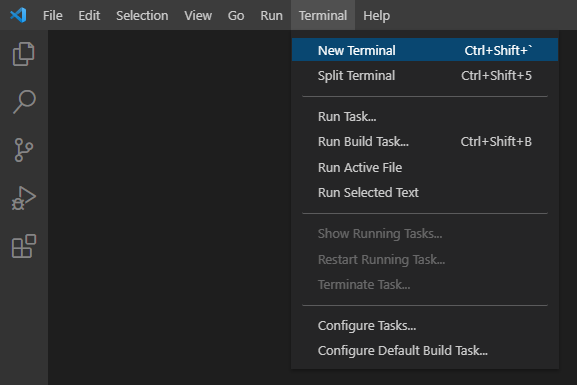 File Edit Selection View Go Run Terminal Help
New Terminal Ctrl+Shift+`
Split Terminal Ctrl+Shift+5
Run Task...
Run Build Task... Ctrl+Shift+B
Run Active File
Run Selected Text
Show Running Tasks...
Restart Running Task...
Terminate Task...
Configure Tasks...
Configure Default Build Task...